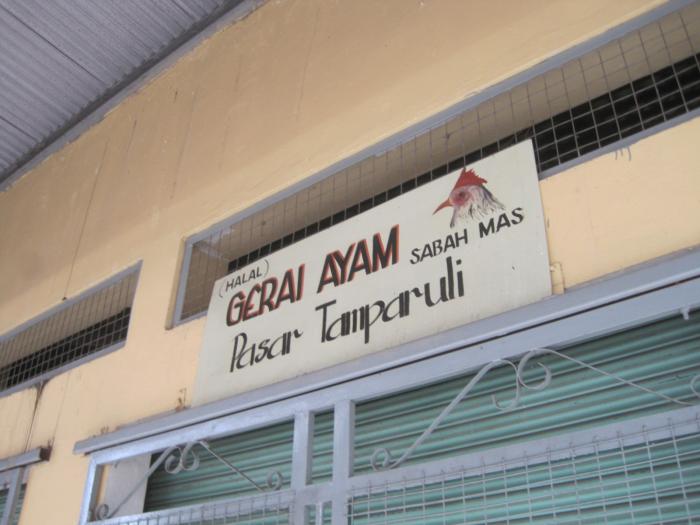 (HALAL)
GERAI AYAM SABAH MAS
Pasar Tamparuli